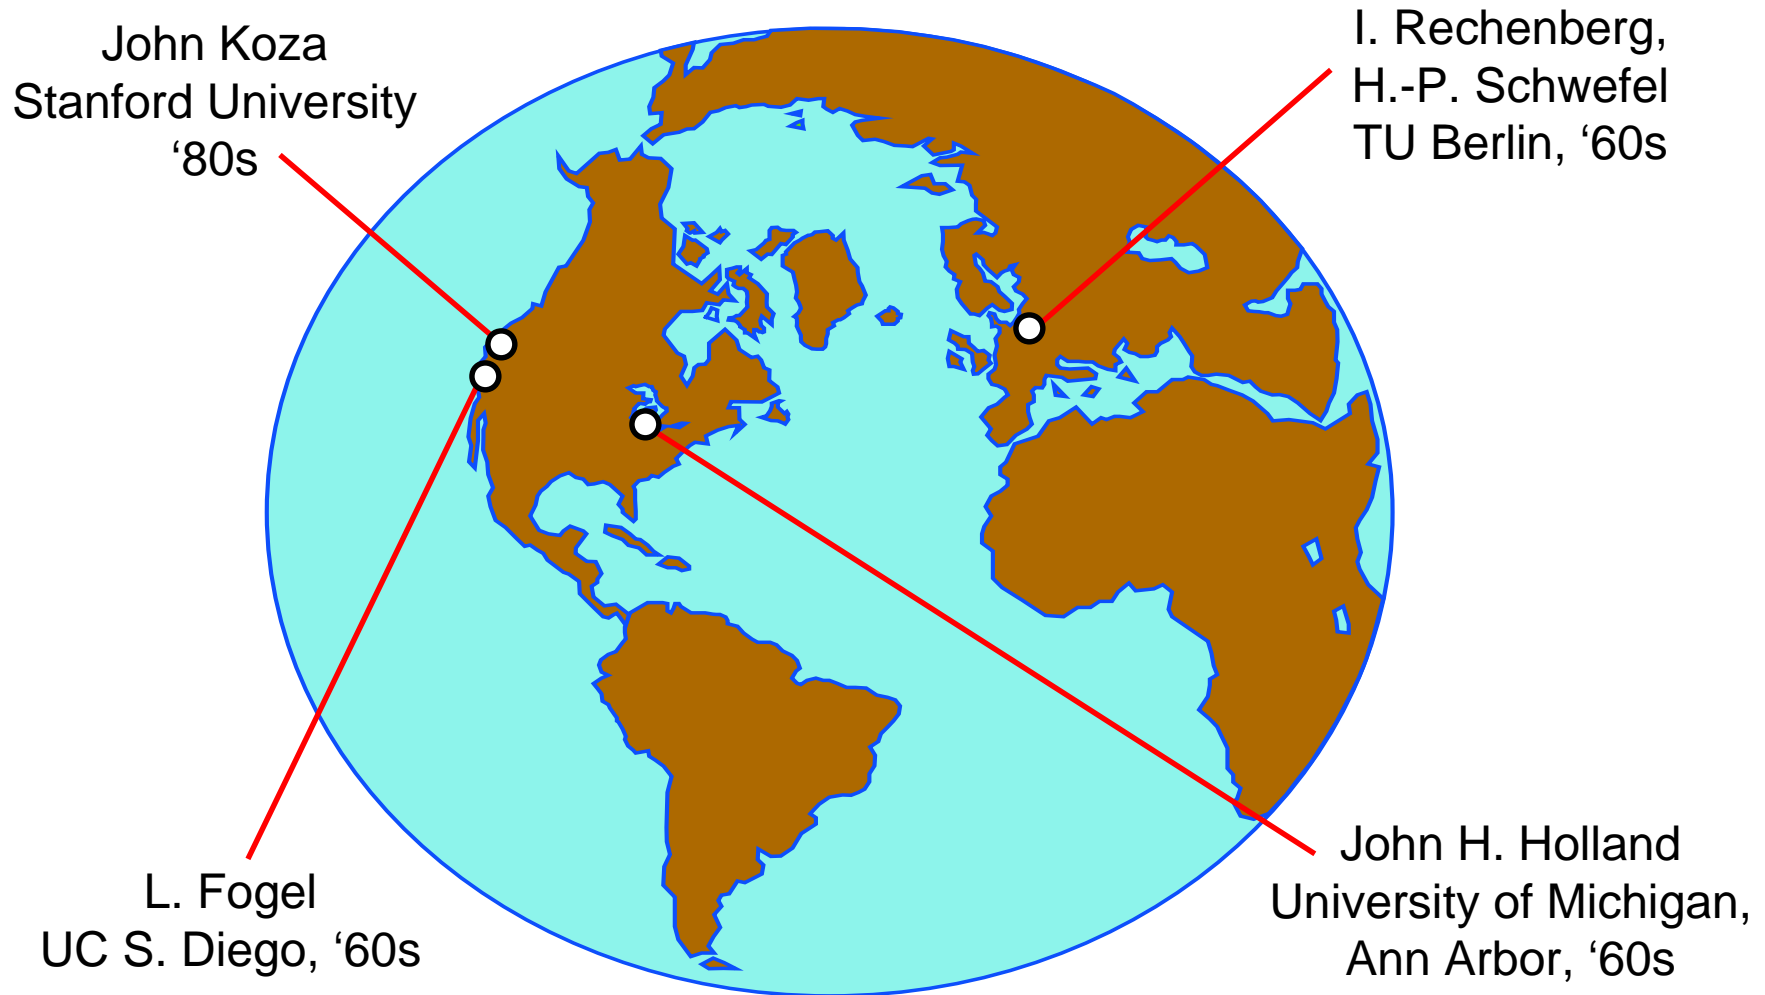 John Koza
Stanford University
‘80s
I. Rechenberg,
H.-P. Schwefel
TU Berlin, ‘60s
L. Fogel
UC S. Diego, ‘60s
John H. Holland
University of Michigan,
Ann Arbor, ‘60s